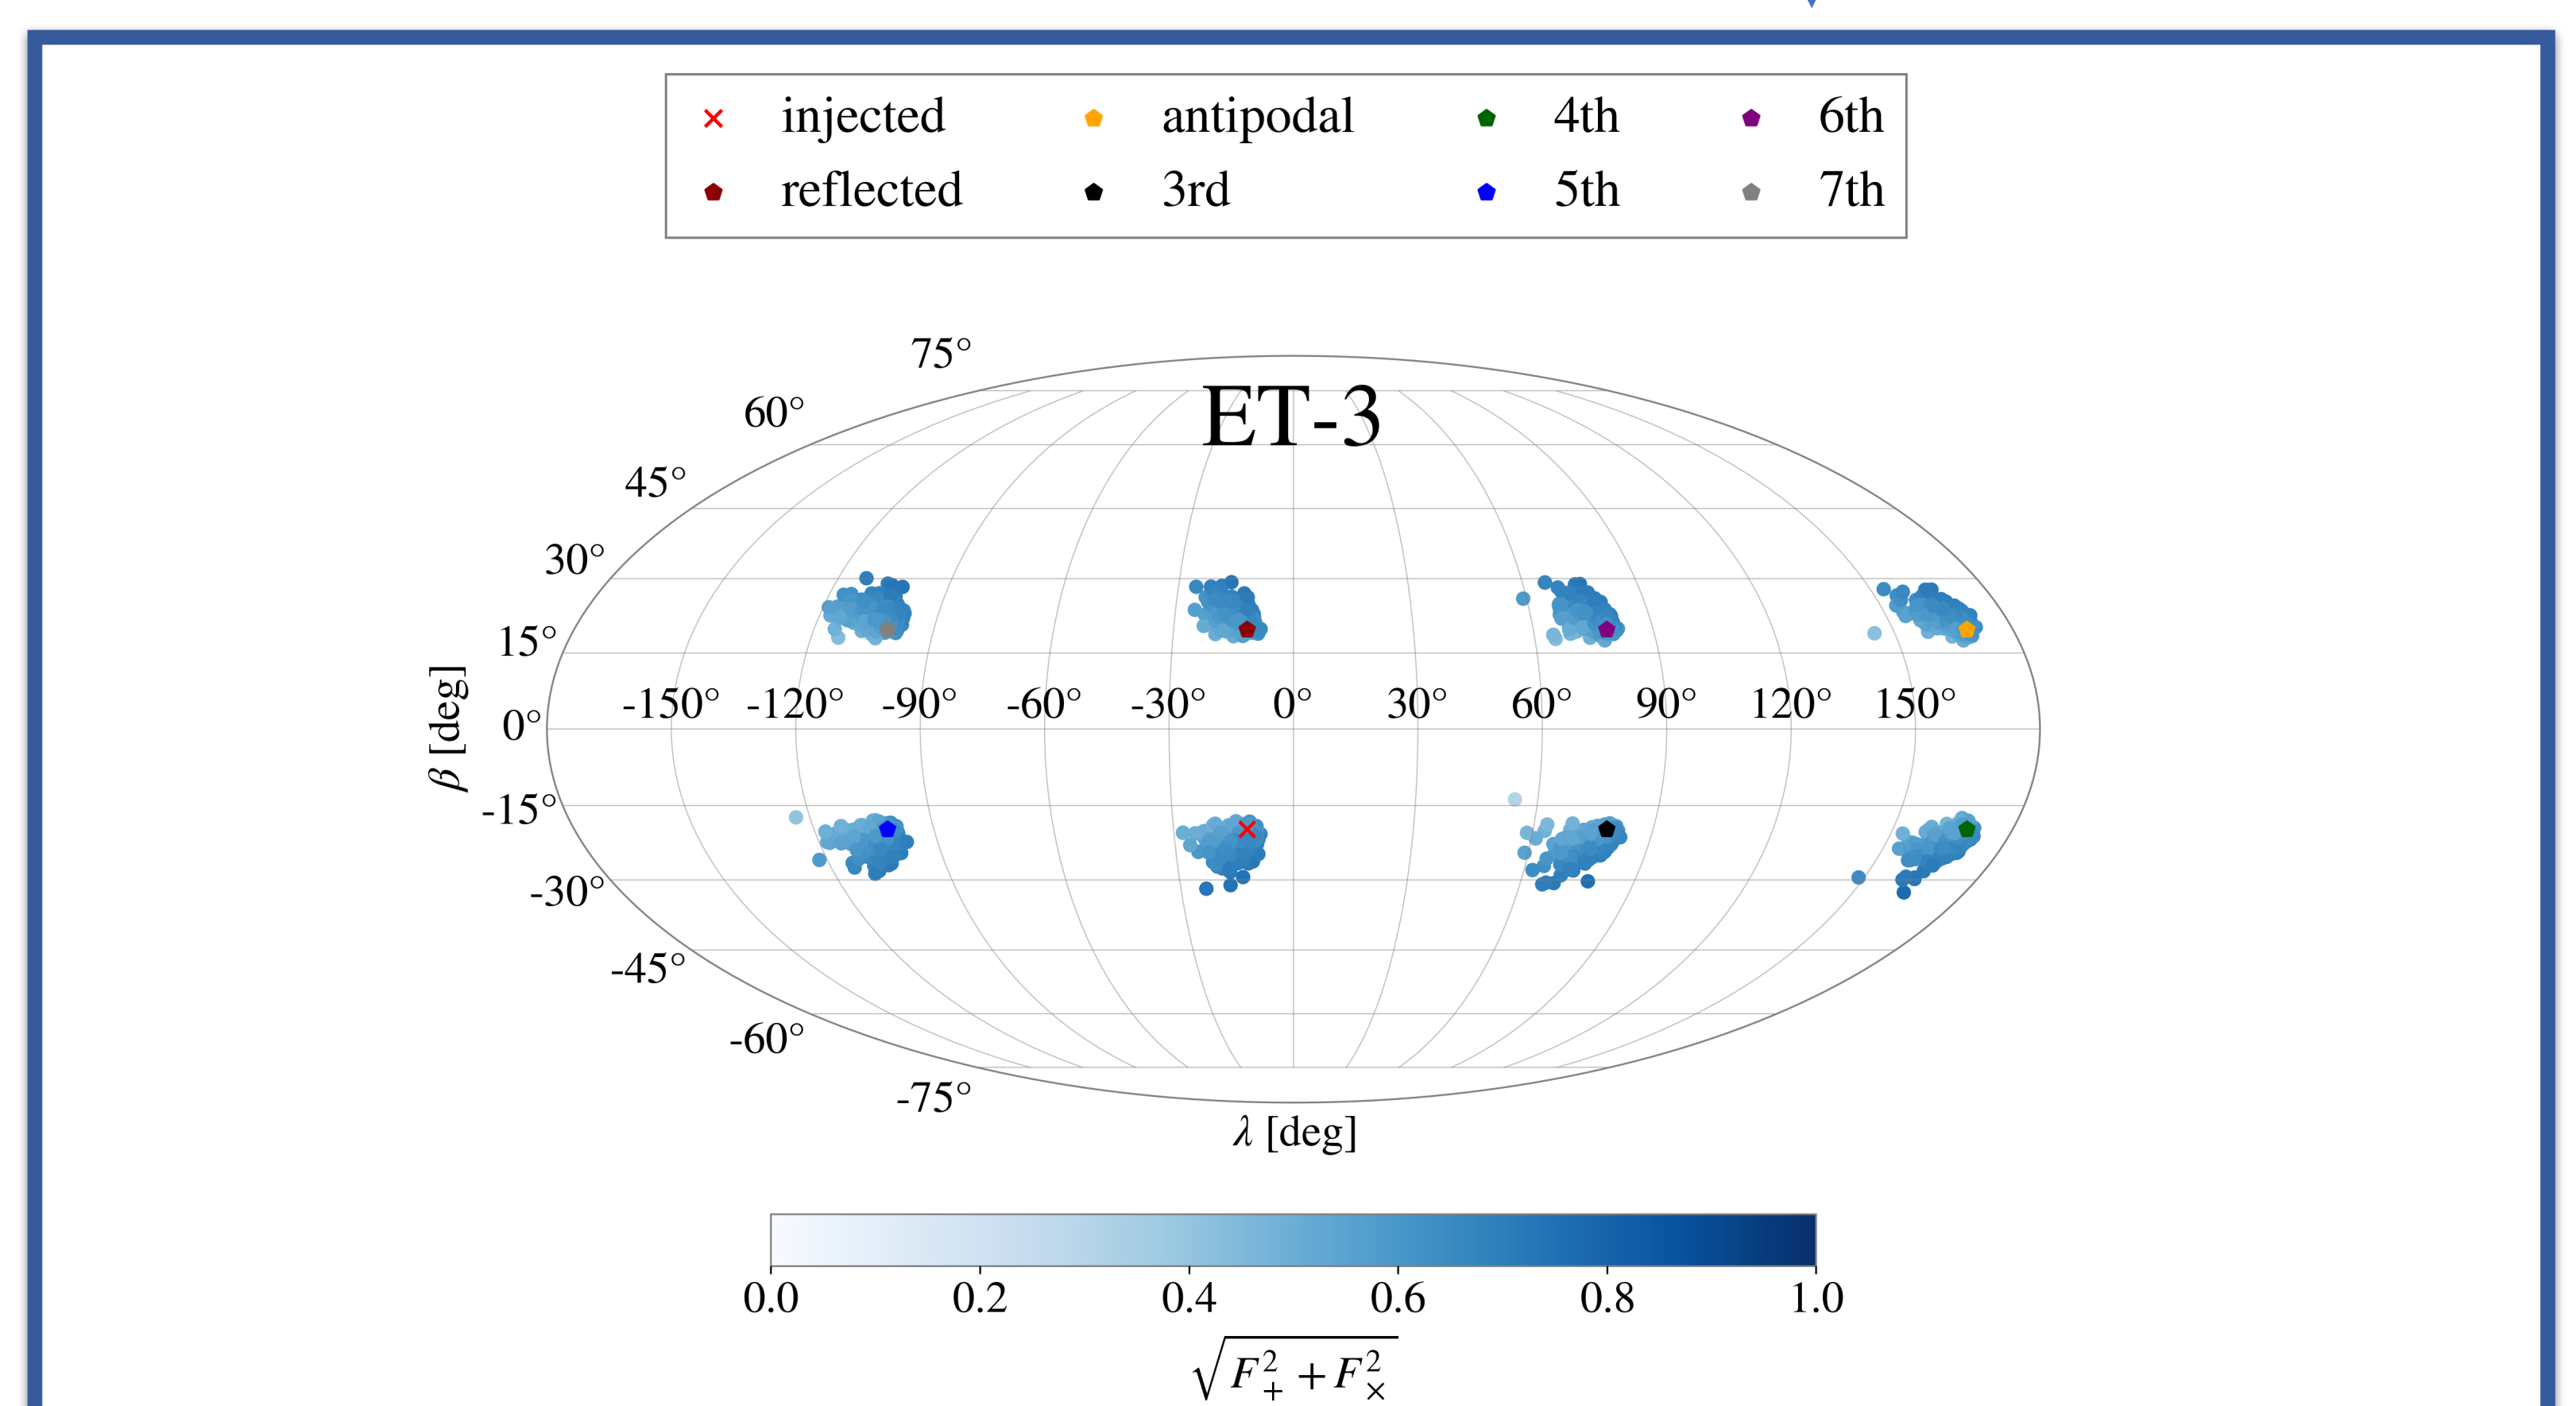 injected antipodal 4th 6th
reflected 3rd 5th 7th
ET-3
75°
60°
45°
30°
15°
0°
-15°
-30°
-45°
-60°
-75°
β [deg]
-150° -120° -90° -60° -30° 0° 30° 60° 90° 120° 150°
λ [deg]
0.0 0.2 0.4 0.6 0.8 1.0
√F₊² + F×²